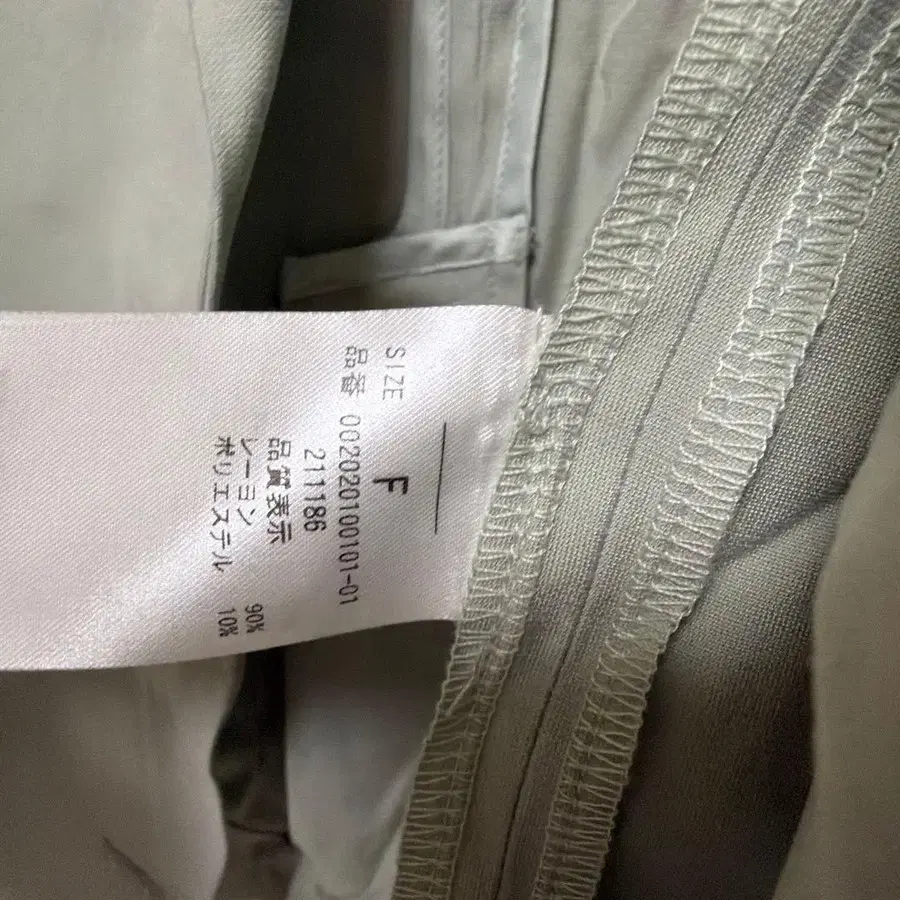 SIZE F
品番 002020100101-01
211186
品質表示
レーヨン 90%
ポリエステル 10%